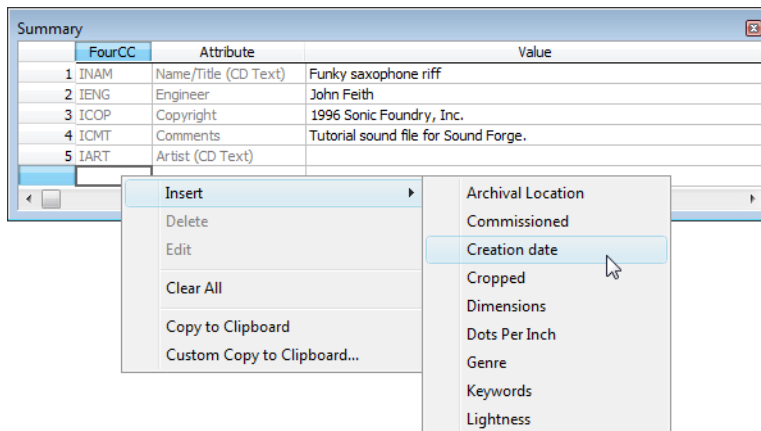 Summary
FourCC Attribute Value
1 INAM Name/Title (CD Text) Funky saxophone riff
2 IENG Engineer John Feith
3 ICOP Copyright 1996 Sonic Foundry, Inc.
4 ICMT Comments Tutorial sound file for Sound Forge.
5 IART Artist (CD Text)
Insert
Delete
Edit
Clear All
Copy to Clipboard
Custom Copy to Clipboard...
Archival Location
Commissioned
Creation date
Cropped
Dimensions
Dots Per Inch
Genre
Keywords
Lightness